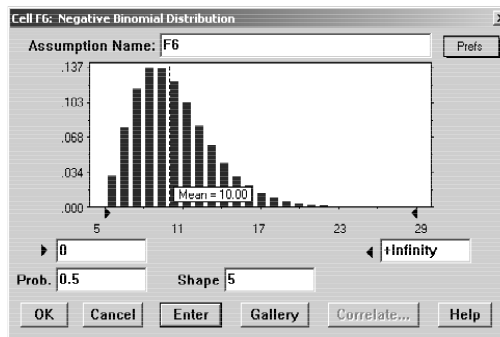 Cell F6: Negative Binomial Distribution
Assumption Name: F6
Prefs
.137
.103
.068
.034
.000
Mean = 10.00
5 11 17 23 29
0 +Infinity
Prob. 0.5 Shape 5
OK Cancel Enter Gallery Correlate... Help